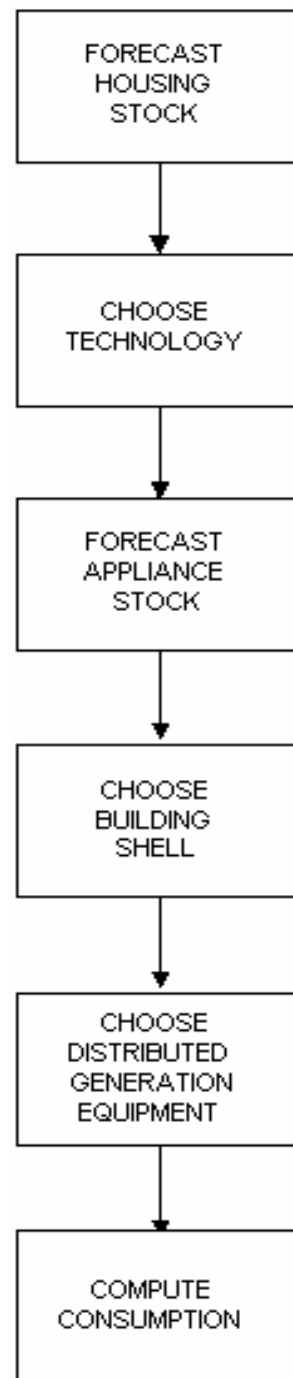 FORECAST
HOUSING
STOCK
CHOOSE
TECHNOLOGY
FORECAST
APPLIANCE
STOCK
CHOOSE
BUILDING
SHELL
CHOOSE
DISTRIBUTED
GENERATION
EQUIPMENT
COMPUTE
CONSUMPTION